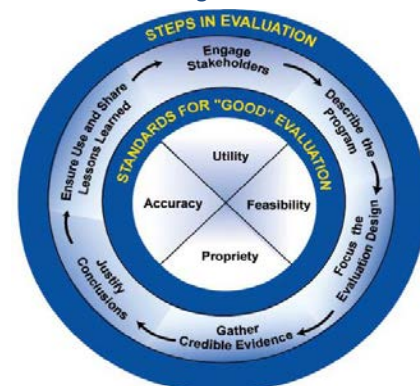 STEPS IN EVALUATION
Engage
Stakeholders
Describe the
Program
Focus the
Evaluation Design
Gather
Credible Evidence
Justify
Conclusions
Ensure Use and Share
Lessons Learned
STANDARDS FOR "GOOD" EVALUATION
Utility
Feasibility
Propriety
Accuracy